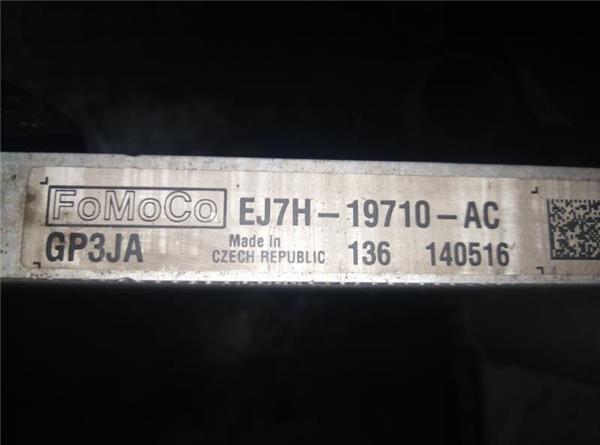 FoMoCo EJ7H-19710-AC
GP3JA Made in CZECH REPUBLIC 136 140516